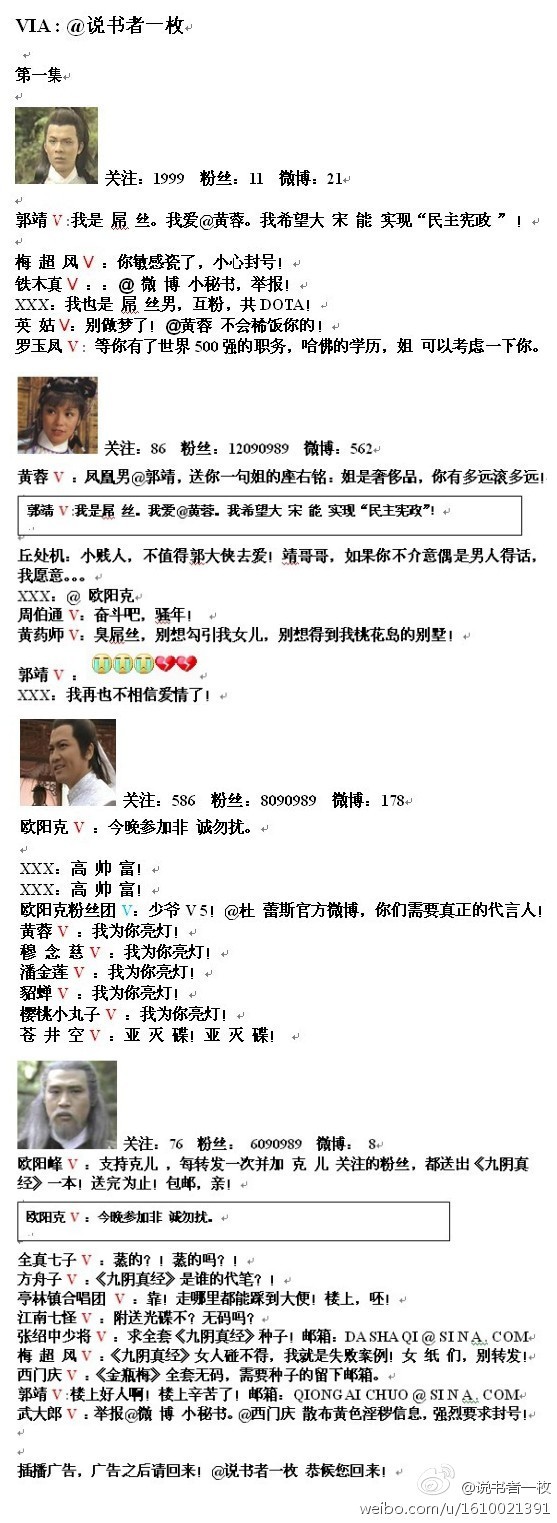 VIA：@说书者一枚
第一集
关注：1999 粉丝：11 微博：21
郭靖 V :我是 屌 丝。我爱@黄蓉。我希望大 宋 能 实现“民主宪政 ”！
梅 超 风 V ：你敏感瓷了，小心封号！
铁木真 V ：：@ 微 博 小秘书，举报！
XXX：我也是 屌 丝男，互粉，共 DOTA！
英 姑 V：别做梦了！@黄蓉 不会稀饭你的！
罗玉凤 V：等你有了世界 500 强的职务，哈佛的学历，姐 可以考虑一下你。
关注：86 粉丝：12090989 微博：562
黄蓉 V ：凤凰男@郭靖，送你一句姐的座右铭：姐是奢侈品，你有多远滚多远！
郭靖 V :我是屌 丝。我爱@黄蓉。我希望大 宋 能 实现“民主宪政”！
丘处机：小贱人，不值得郭大侠去爱！靖哥哥，如果你不介意偶是男人得话，
我愿意。。。
XXX：@ 欧阳克
周伯通 V：奋斗吧，骚年！
黄药师 V：臭屌丝，别想勾引我女儿，别想得到我桃花岛的别墅！
郭靖 V ：😭😭😭💔💔
XXX：我再也不相信爱情了！
关注：586 粉丝：8090989 微博：178
欧阳克 V ：今晚参加非 诚勿扰。
XXX：高 帅 富！
XXX：高 帅 富！
欧阳克粉丝团 V：少爷 V 5！@杜 蕾斯官方微博，你们需要真正的代言人！
黄蓉 V ：我为你亮灯！
穆 念 慈 V ：我为你亮灯！
潘金莲 V ：我为你亮灯！
貂蝉 V ：我为你亮灯！
樱桃小丸子 V ：我为你亮灯！
苍 井 空 V ：亚 灭 碟！亚 灭 碟！
关注：76 粉丝： 6090989 微博： 8
欧阳峰 V ：支持克儿 ，每转发一次并加 克 儿 关注的粉丝，都送出《九阴真
经》一本！送完为止！包邮，亲！
欧阳克 V ：今晚参加非 诚勿扰。
全真七子 V ：蒸的？！蒸的吗？！
方舟子 V ：《九阴真经》是谁的代笔？！
亭林镇合唱团 V ：靠！走哪里都能踩到大便！楼上，呸！
江南七怪 V ：附送光碟不？无码吗？
张绍中少将 V ：求全套《九阴真经》种子！邮箱：DASHAQI@SINA.COM
梅 超 风 V ：《九阴真经》女人碰不得，我就是失败案例！女 纸 们，别转发！
西门庆 V ：《金瓶梅》全套无码，需要种子的留下邮箱。
郭靖 V :楼上好人啊！楼上辛苦了！邮箱：QIONGAICHUO@SINA.COM
武大郎 V ：举报@微 博 小秘书。@西门庆 散布黄色淫秽信息，强烈要求封号！
插播广告，广告之后请回来！@说书者一枚 恭候您回来！
@说书者一枚
weibo.com/u/1610021391